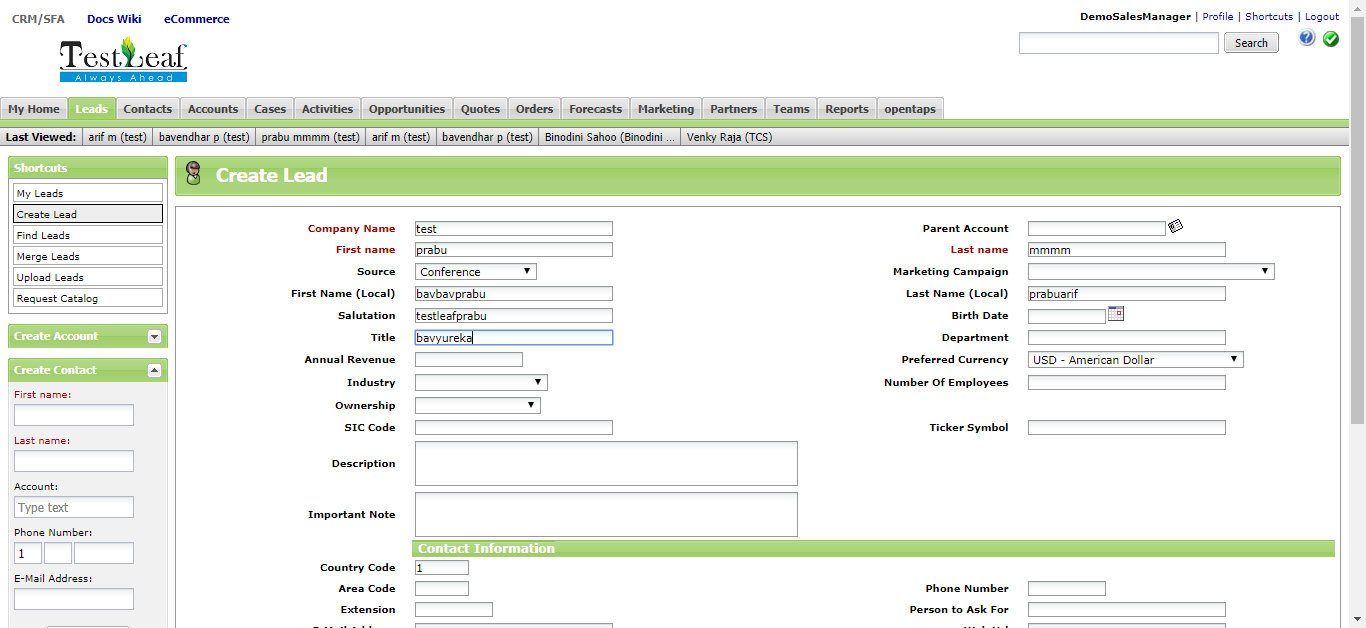 CRM/SFA Docs Wiki eCommerce
DemoSalesManager | Profile | Shortcuts | Logout
TestLeaf
Always Ahead
Search
My Home Leads Contacts Accounts Cases Activities Opportunities Quotes Orders Forecasts Marketing Partners Teams Reports opentaps
Last Viewed: arif m (test) bavendhar p (test) prabu mmmm (test) arif m (test) bavendhar p (test) Binodini Sahoo (Binodini ... Venky Raja (TCS)
Shortcuts
My Leads
Create Lead
Find Leads
Merge Leads
Upload Leads
Request Catalog
Create Account
Create Contact
First name:
Last name:
Account:
Type text
Phone Number:
1
E-Mail Address:
Create Lead
Company Name test Parent Account
First name prabu Last name mmmm
Source Conference Marketing Campaign
First Name (Local) bavbavprabu Last Name (Local) prabuarif
Salutation testleafprabu Birth Date
Title bavyureka Department
Annual Revenue Preferred Currency USD - American Dollar
Industry Number Of Employees
Ownership
SIC Code Ticker Symbol
Description
Important Note
Contact Information
Country Code 1
Area Code Phone Number
Extension Person to Ask For